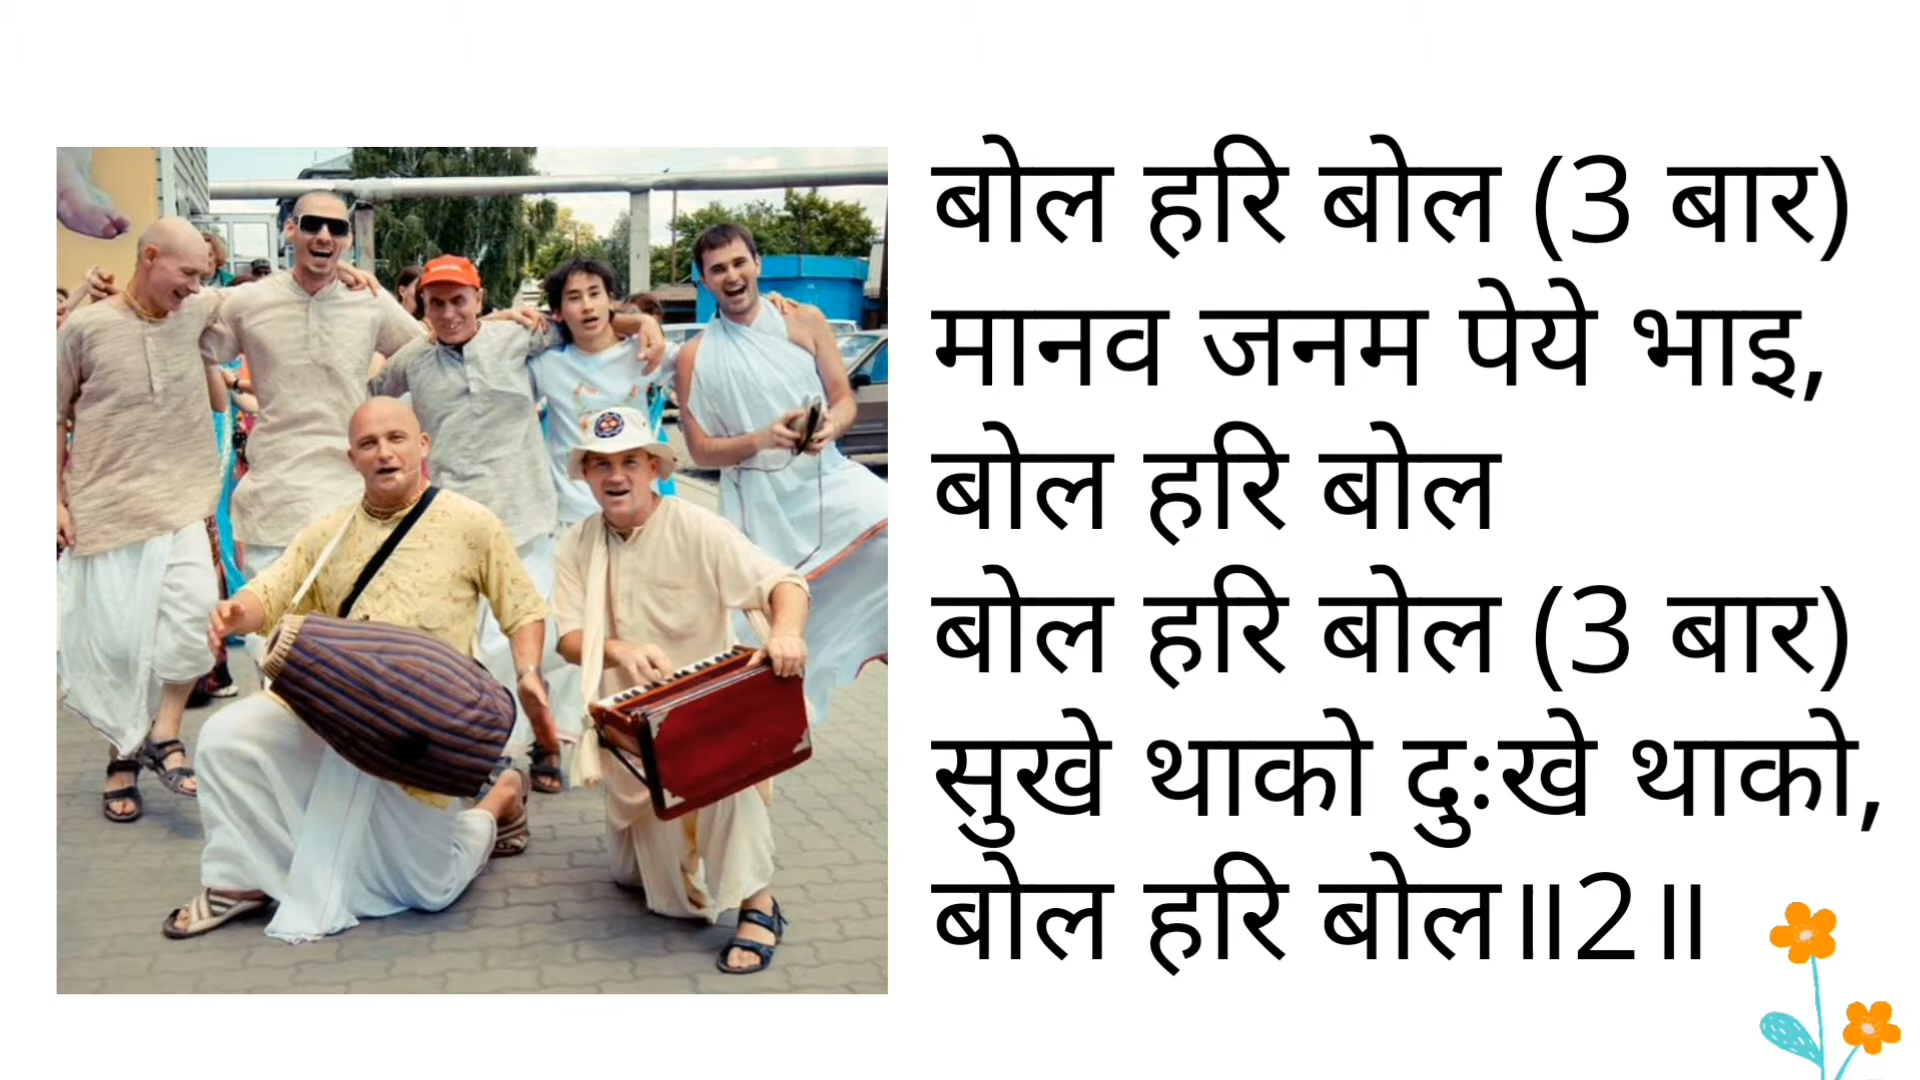 बोल हरि बोल (3 बार)
मानव जनम पेये भाइ,
बोल हरि बोल
बोल हरि बोल (3 बार)
सुखे थाको दुःखे थाको,
बोल हरि बोल॥2॥